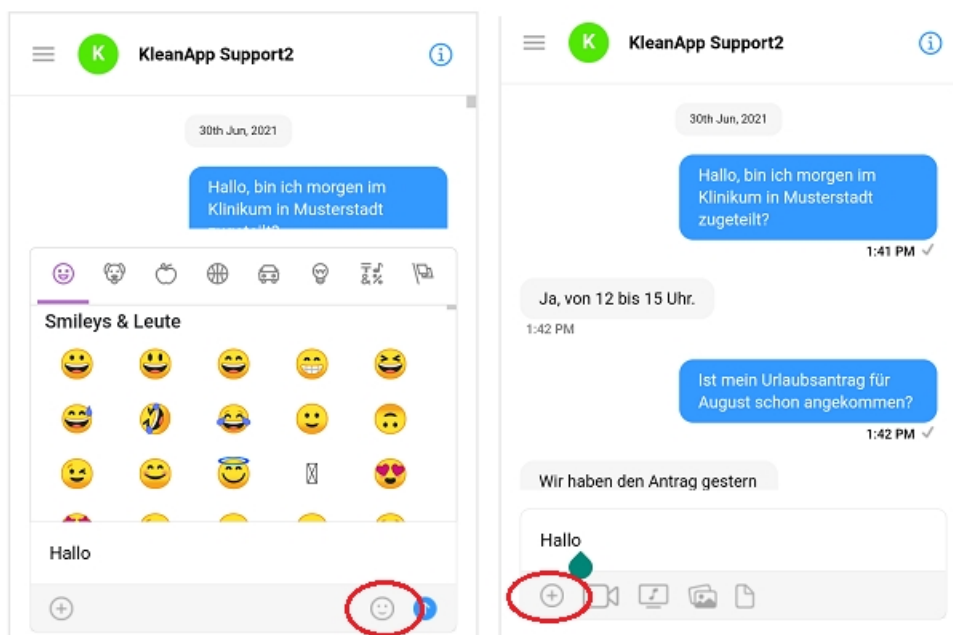 K
KleanApp Support2
30th Jun, 2021
Hallo, bin ich morgen im
Klinikum in Musterstadt
zugeteilt?
Smileys & Leute
Hallo
K
KleanApp Support2
30th Jun, 2021
Hallo, bin ich morgen im
Klinikum in Musterstadt
zugeteilt?
1:41 PM
Ja, von 12 bis 15 Uhr.
1:42 PM
Ist mein Urlaubsantrag für
August schon angekommen?
1:42 PM
Wir haben den Antrag gestern
Hallo